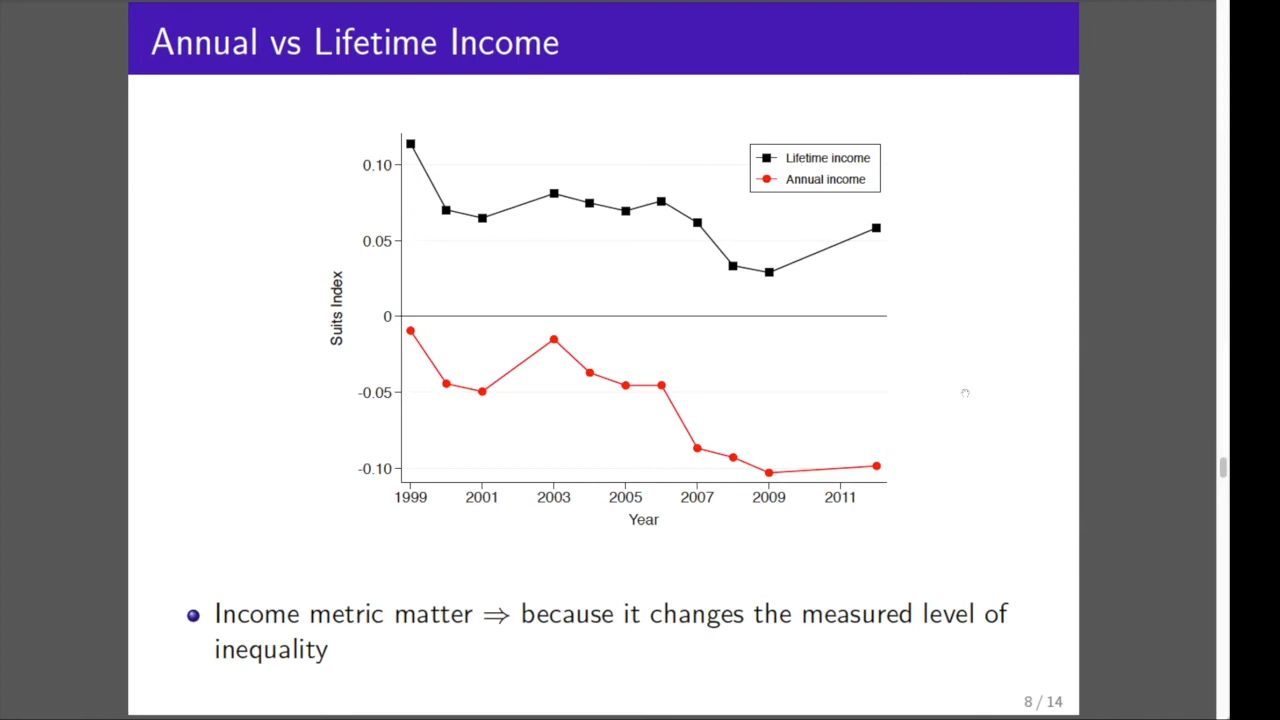 Annual vs Lifetime Income
Lifetime income
Annual income
0.10
0.05
0
-0.05
-0.10
Suits Index
1999 2001 2003 2005 2007 2009 2011
Year
Income metric matter ⇒ because it changes the measured level of
inequality
8 / 14